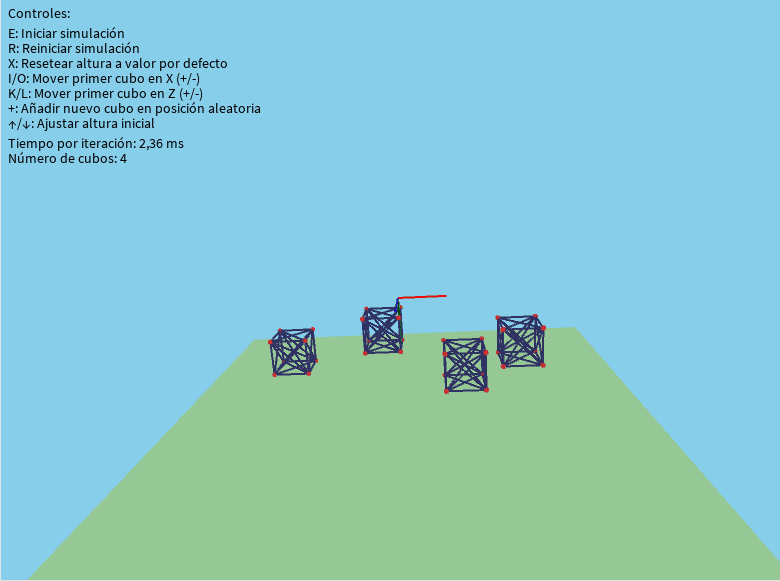 Controles:
E: Iniciar simulación
R: Reiniciar simulación
X: Resetear altura a valor por defecto
I/O: Mover primer cubo en X (+/-)
K/L: Mover primer cubo en Z (+/-)
+: Añadir nuevo cubo en posición aleatoria
↑/↓: Ajustar altura inicial
Tiempo por iteración: 2,36 ms
Número de cubos: 4